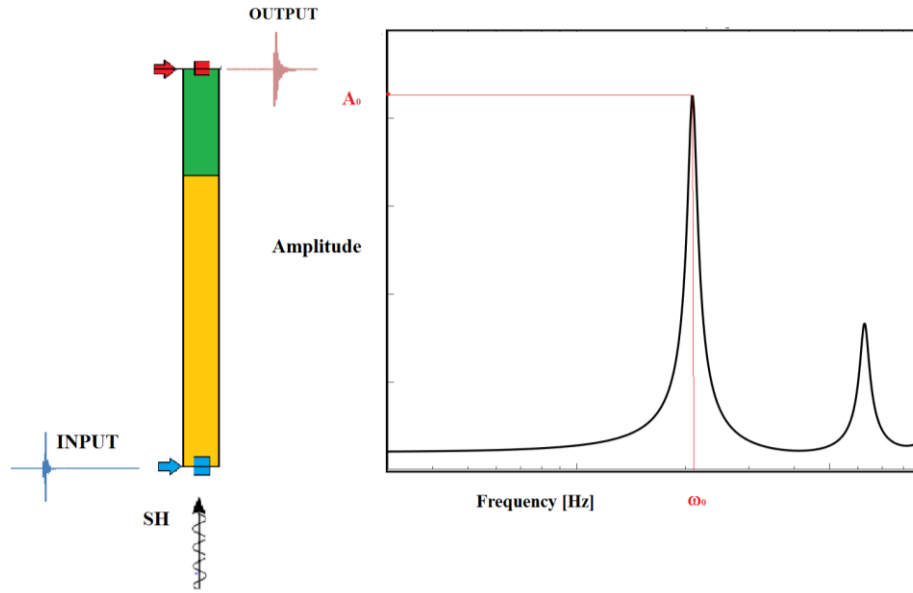 OUTPUT
A₀
Amplitude
INPUT
SH
Frequency [Hz]
ω₀